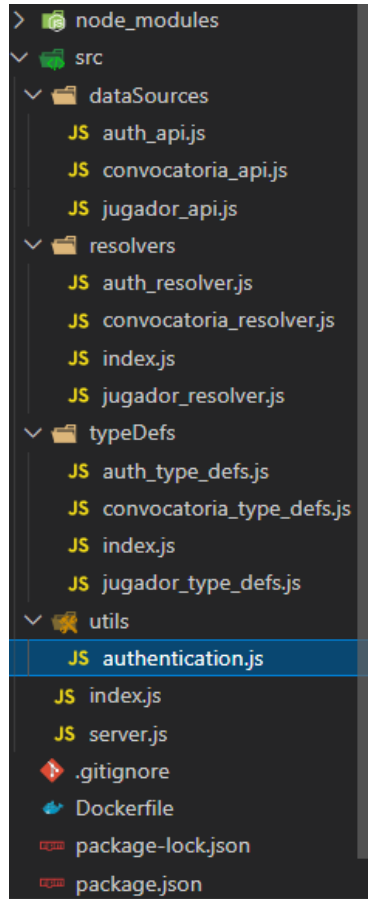 node_modules
src
dataSources
JS auth_api.js
JS convocatoria_api.js
JS jugador_api.js
resolvers
JS auth_resolver.js
JS convocatoria_resolver.js
JS index.js
JS jugador_resolver.js
typeDefs
JS auth_type_defs.js
JS convocatoria_type_defs.js
JS index.js
JS jugador_type_defs.js
utils
JS authentication.js
JS index.js
JS server.js
.gitignore
Dockerfile
package-lock.json
package.json